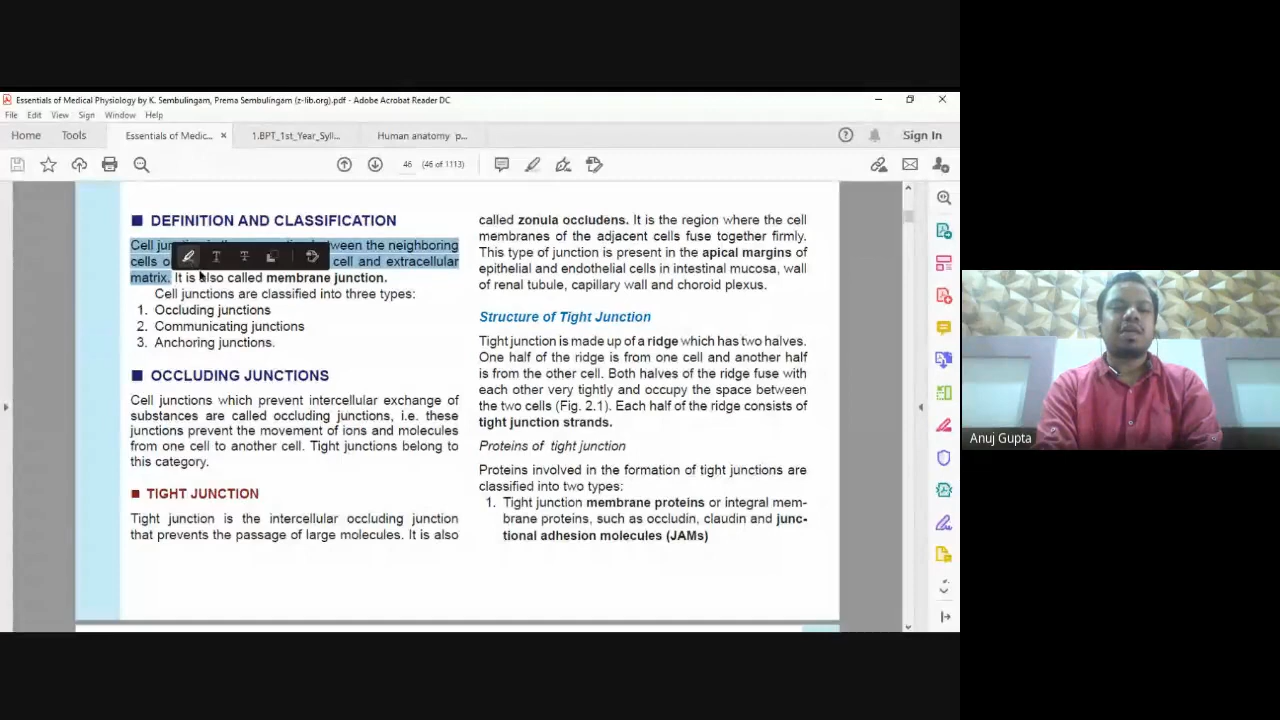 Essentials of Medical Physiology by K. Sembulingam, Prema Sembulingam (z-lib.org).pdf - Adobe Acrobat Reader DC
File Edit View Sign Window Help
Home Tools Essentials of Medic... × 1.BPT_1st_Year_Syll... Human anatomy p... Sign In
46 (46 of 1113)
■ DEFINITION AND CLASSIFICATION
Cell between the neighboring
cells cell and extracellular
matrix. It is also called membrane junction.
Cell junctions are classified into three types:
1. Occluding junctions
2. Communicating junctions
3. Anchoring junctions.
■ OCCLUDING JUNCTIONS
Cell junctions which prevent intercellular exchange of
substances are called occluding junctions, i.e. these
junctions prevent the movement of ions and molecules
from one cell to another cell. Tight junctions belong to
this category.
■ TIGHT JUNCTION
Tight junction is the intercellular occluding junction
that prevents the passage of large molecules. It is also
called zonula occludens. It is the region where the cell
membranes of the adjacent cells fuse together firmly.
This type of junction is present in the apical margins of
epithelial and endothelial cells in intestinal mucosa, wall
of renal tubule, capillary wall and choroid plexus.
Structure of Tight Junction
Tight junction is made up of a ridge which has two halves.
One half of the ridge is from one cell and another half
is from the other cell. Both halves of the ridge fuse with
each other very tightly and occupy the space between
the two cells (Fig. 2.1). Each half of the ridge consists of
tight junction strands.
Proteins of tight junction
Proteins involved in the formation of tight junctions are
classified into two types:
1. Tight junction membrane proteins or integral mem-
brane proteins, such as occludin, claudin and junc-
tional adhesion molecules (JAMs)
Anuj Gupta